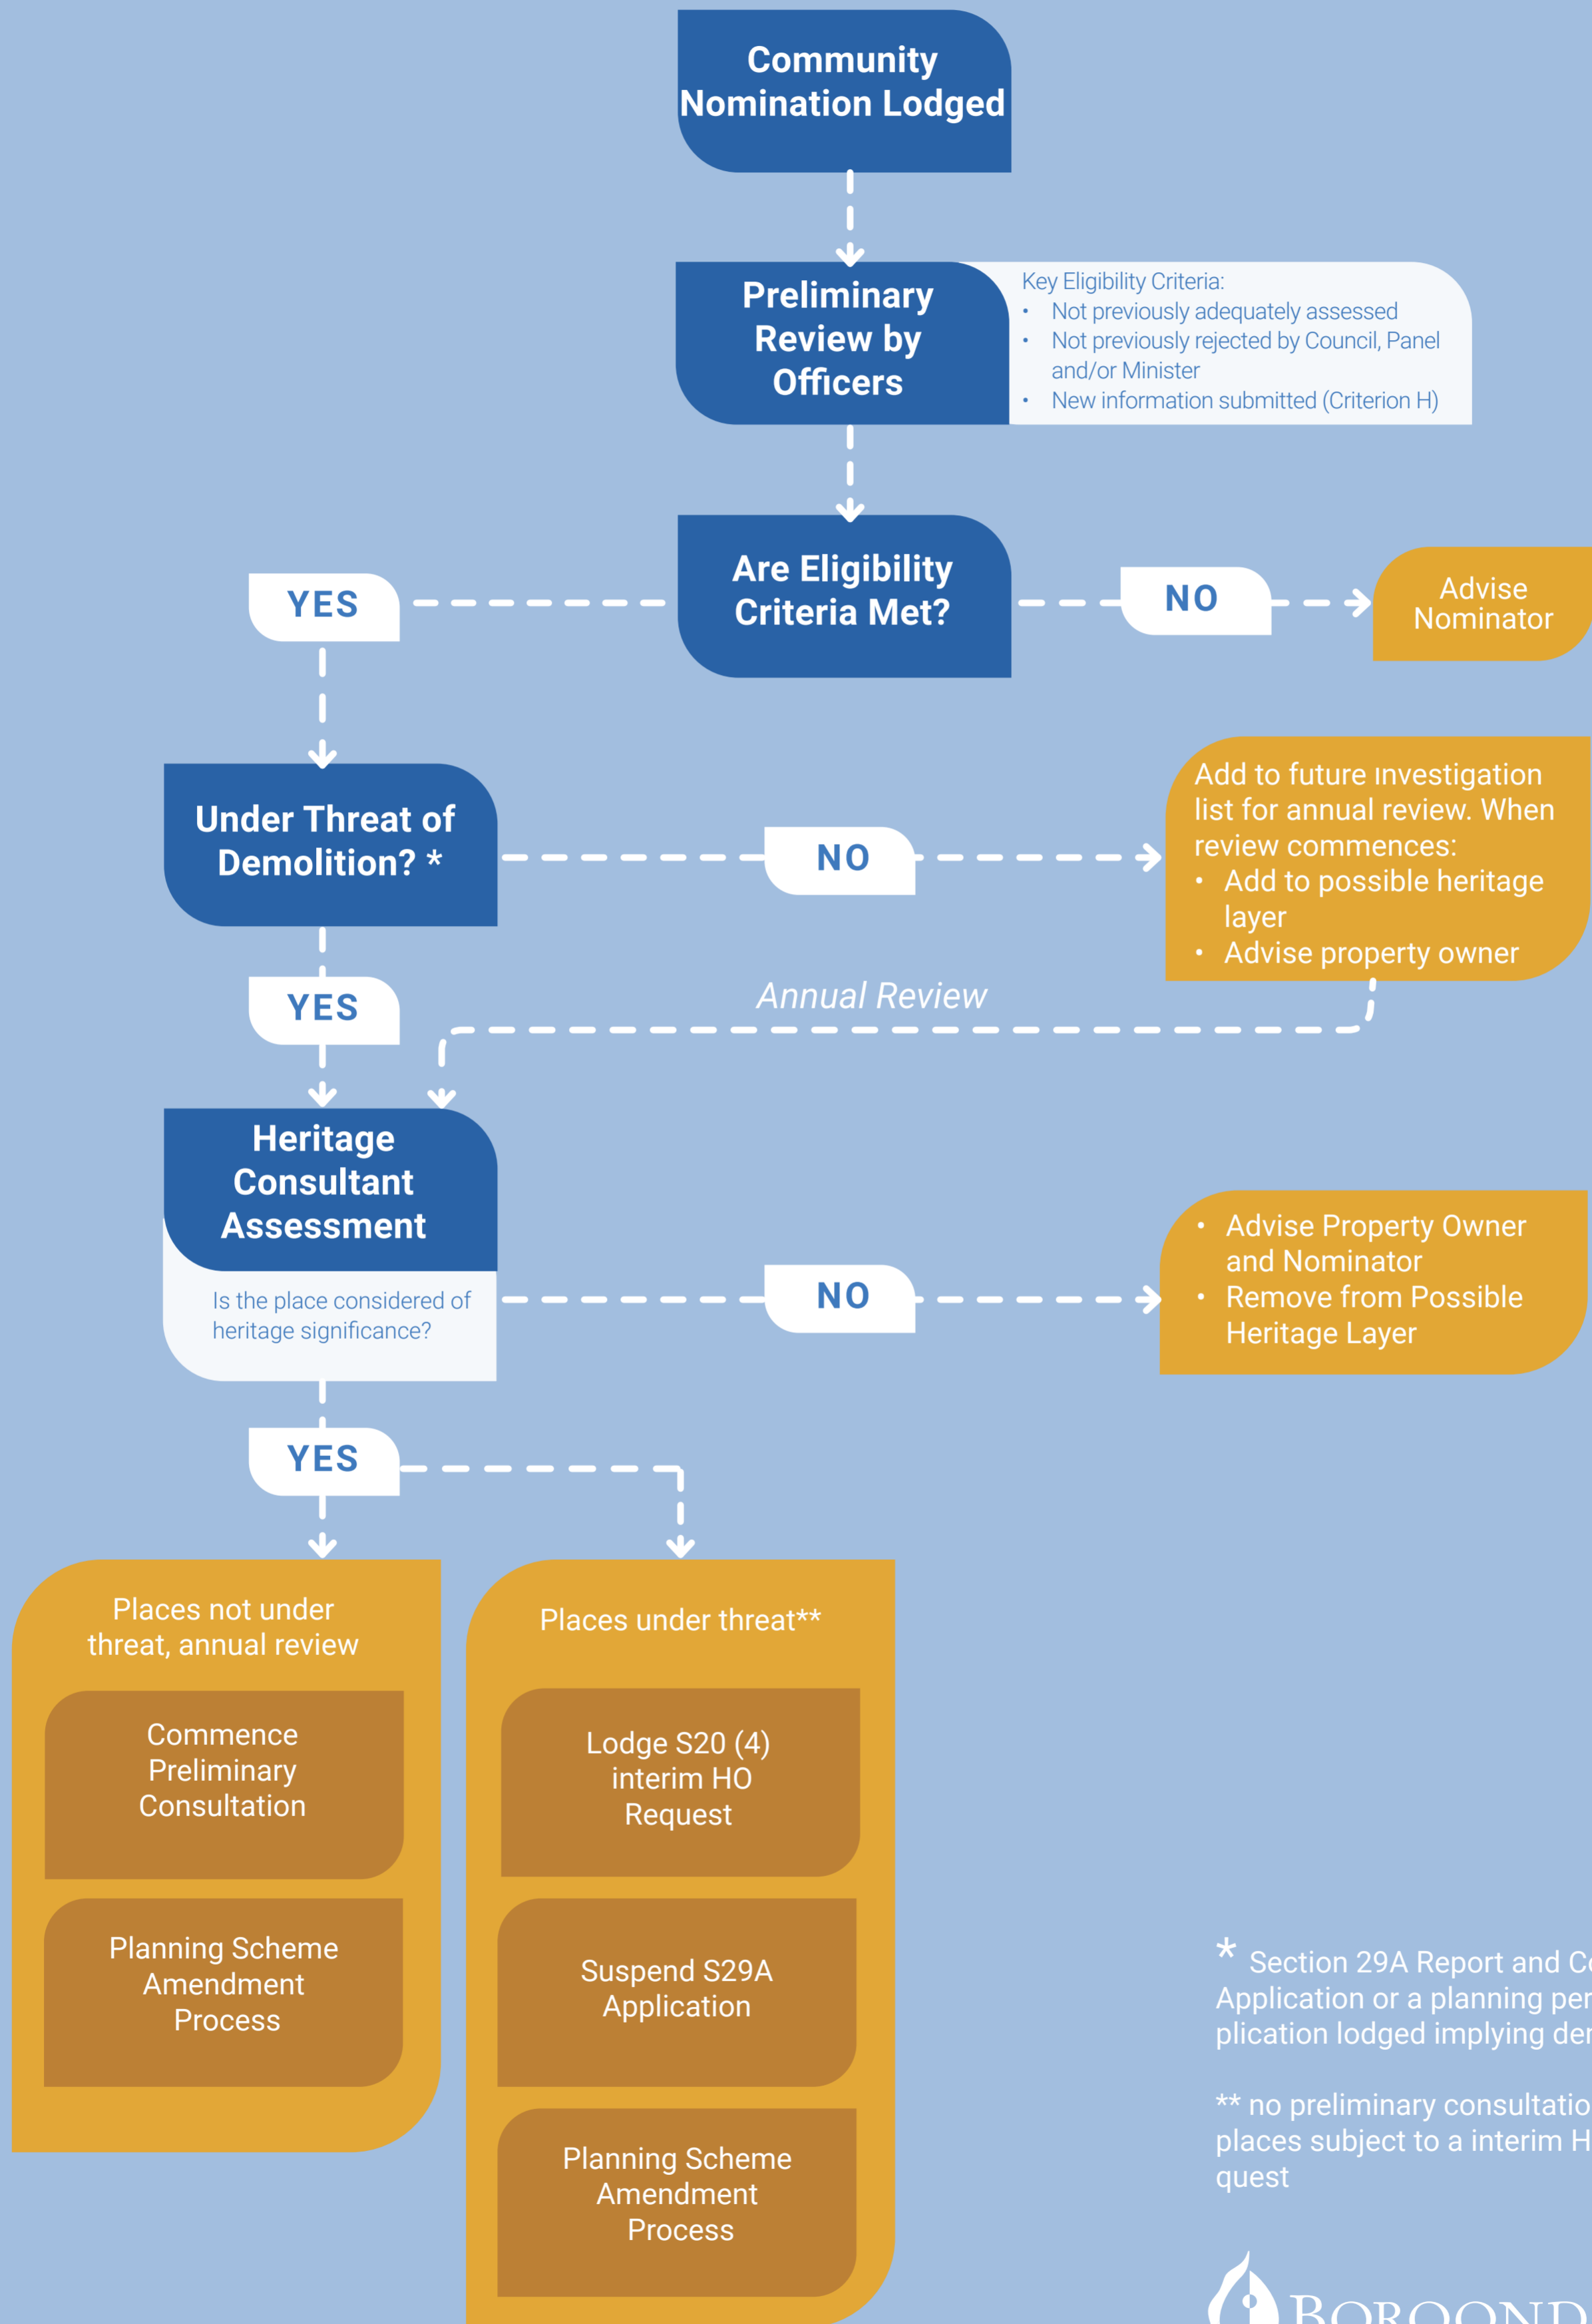 Community
Nomination Lodged
Preliminary
Review by
Officers
Key Eligibility Criteria:
• Not previously adequately assessed
• Not previously rejected by Council, Panel
and/or Minister
• New information submitted (Criterion H)
Are Eligibility
Criteria Met?
YES
NO
Advise
Nominator
Under Threat of
Demolition? *
NO
Add to future investigation
list for annual review. When
review commences:
• Add to possible heritage
layer
• Advise property owner
YES
Annual Review
Heritage
Consultant
Assessment
Is the place considered of
heritage significance?
NO
• Advise Property Owner
and Nominator
• Remove from Possible
Heritage Layer
YES
Places not under
threat, annual review
Commence
Preliminary
Consultation
Planning Scheme
Amendment
Process
Places under threat**
Lodge S20 (4)
interim HO
Request
Suspend S29A
Application
Planning Scheme
Amendment
Process
* Section 29A Report and
Application or a planning
plication lodged implying
** no preliminary
places subject to a interim
quest